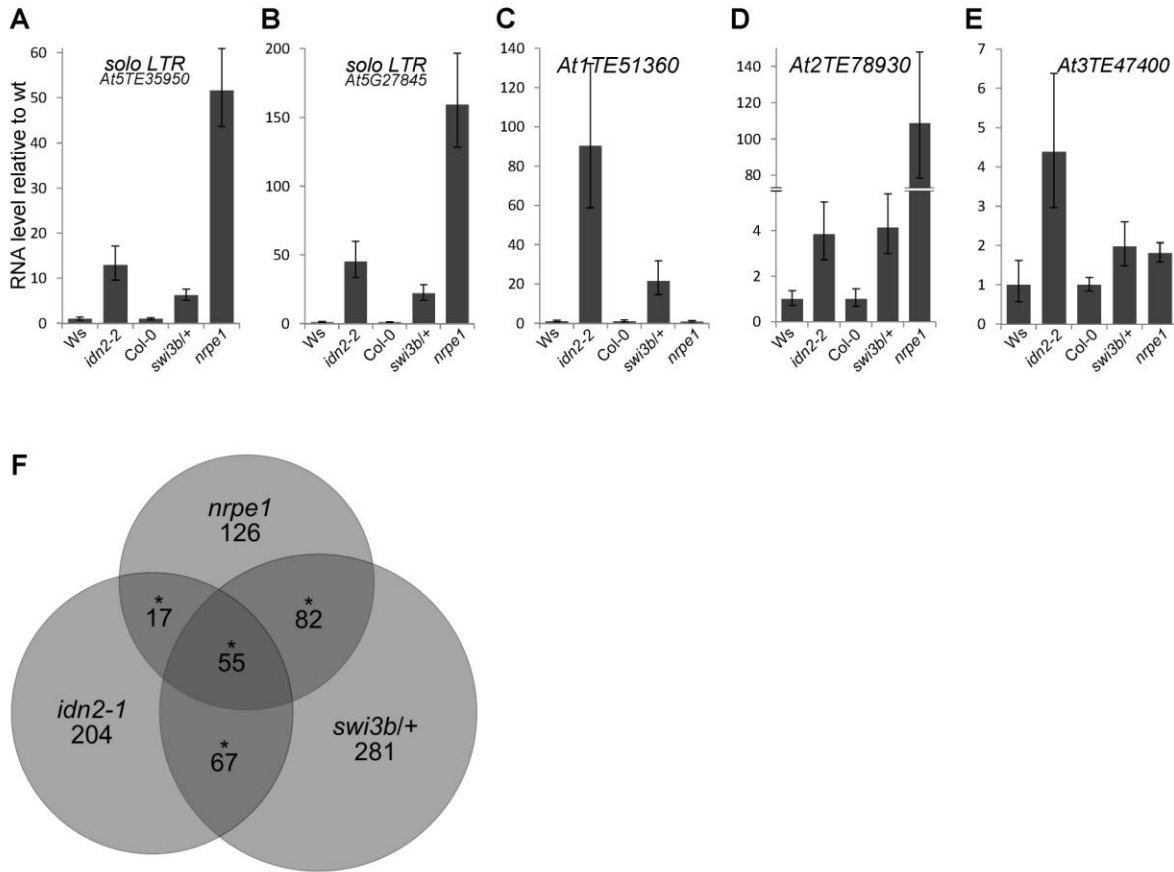 A
B
C
D
E
RNA level relative to wt
solo LTR
At5TE35950
60
50
40
30
20
10
0
Ws
idn2-2
Col-0
swi3b/+
nrpe1
solo LTR
At5G27845
200
150
100
50
0
Ws
idn2-2
Col-0
swi3b/+
nrpe1
At1TE51360
140
120
100
80
60
40
20
0
Ws
idn2-2
Col-0
swi3b/+
nrpe1
At2TE78930
140
120
100
80
4
2
0
Ws
idn2-2
Col-0
swi3b/+
nrpe1
At3TE47400
7
6
5
4
3
2
1
0
Ws
idn2-2
Col-0
swi3b/+
nrpe1
F
nrpe1
126
*
17
*
82
*
55
idn2-1
204
swi3b/+
281
*
67